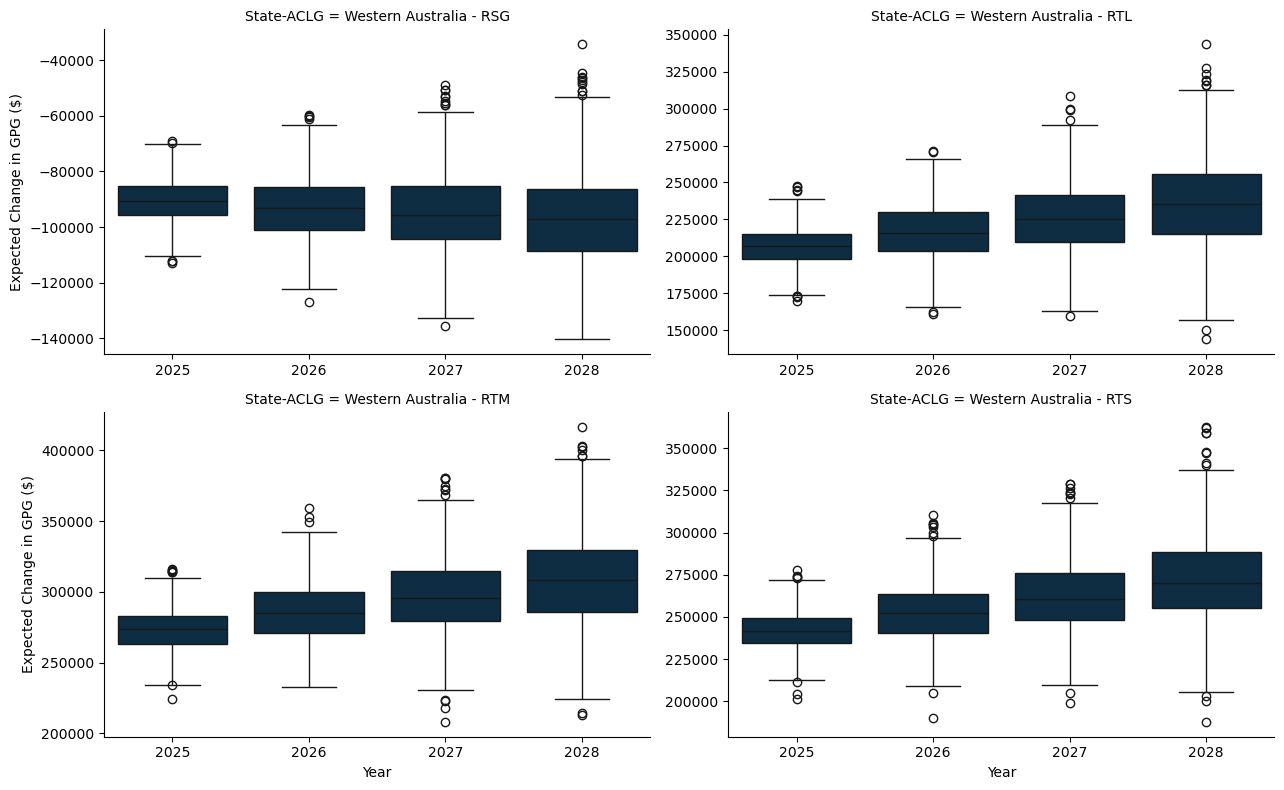 State-ACLG = Western Australia - RSG
Expected Change in GPG ($)
−40000
−60000
−80000
−100000
−120000
−140000
2025 2026 2027 2028
State-ACLG = Western Australia - RTL
350000
325000
300000
275000
250000
225000
200000
175000
150000
2025 2026 2027 2028
State-ACLG = Western Australia - RTM
Expected Change in GPG ($)
400000
350000
300000
250000
200000
2025 2026 2027 2028
Year
State-ACLG = Western Australia - RTS
350000
325000
300000
275000
250000
225000
200000
2025 2026 2027 2028
Year